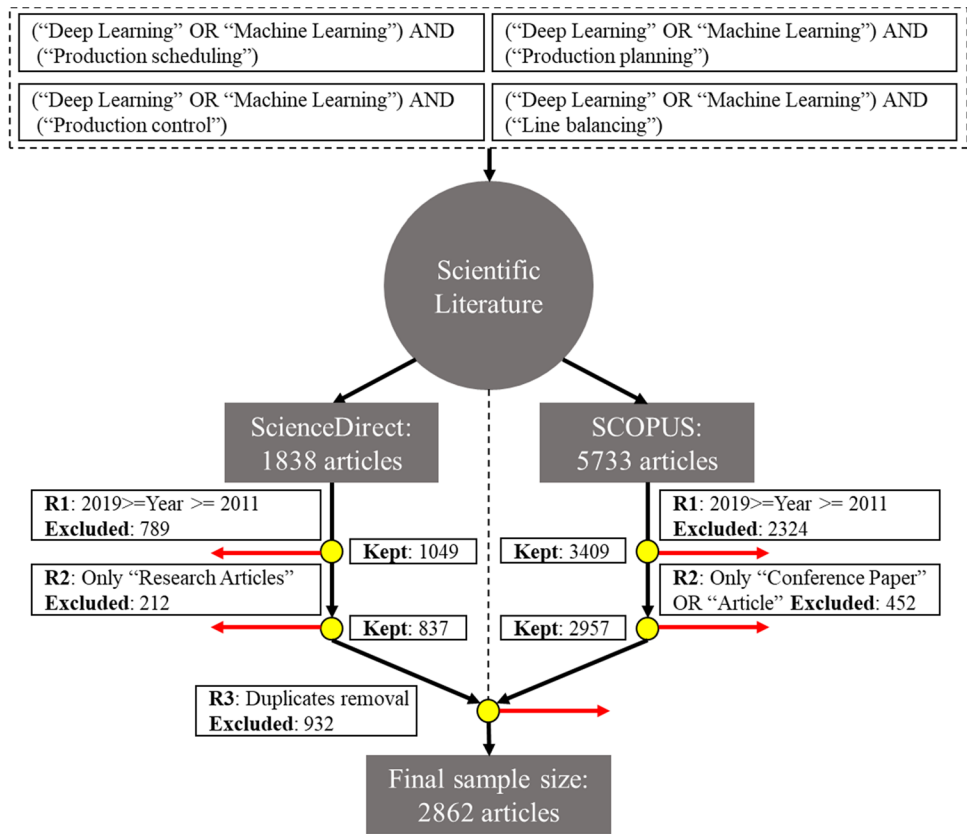 (“Deep Learning” OR “Machine Learning”) AND
(“Production scheduling”)
(“Deep Learning” OR “Machine Learning”) AND
(“Production planning”)
(“Deep Learning” OR “Machine Learning”) AND
(“Production control”)
(“Deep Learning” OR “Machine Learning”) AND
(“Line balancing”)
Scientific
Literature
ScienceDirect:
1838 articles
SCOPUS:
5733 articles
R1: 2019>=Year >= 2011
Excluded: 789
R1: 2019>=Year >= 2011
Excluded: 2324
Kept: 1049
Kept: 3409
R2: Only “Research Articles”
Excluded: 212
R2: Only “Conference Paper”
OR “Article” Excluded: 452
Kept: 837
Kept: 2957
R3: Duplicates removal
Excluded: 932
Final sample size:
2862 articles